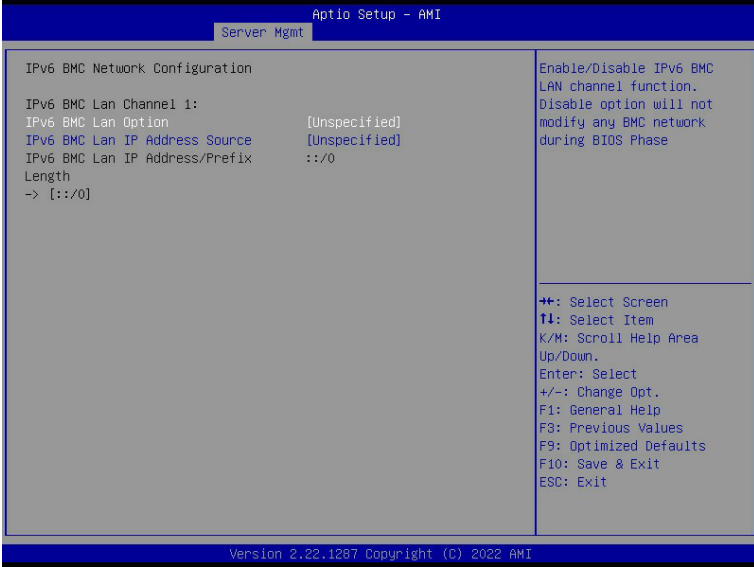 Aptio Setup - AMI
Server Mgmt
IPv6 BMC Network Configuration
IPv6 BMC Lan Channel 1:
IPv6 BMC Lan Option [Unspecified]
IPv6 BMC Lan IP Address Source [Unspecified]
IPv6 BMC Lan IP Address/Prefix ::/0
Length
-> [::/0]
Enable/Disable IPv6 BMC
LAN channel function.
Disable option will not
modify any BMC network
during BIOS Phase
→←: Select Screen
↑↓: Select Item
K/M: Scroll Help Area
Up/Down.
Enter: Select
+/-: Change Opt.
F1: General Help
F3: Previous Values
F9: Optimized Defaults
F10: Save & Exit
ESC: Exit
Version 2.22.1287 Copyright (C) 2022 AMI